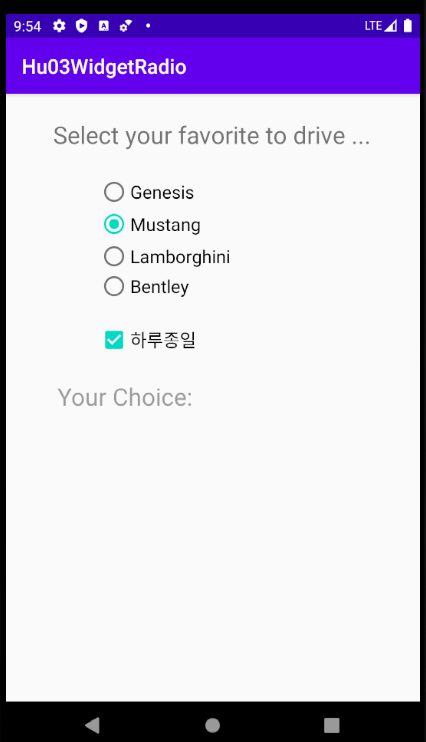 9:54 LTE
Hu03WidgetRadio
Select your favorite to drive ...
Genesis
Mustang
Lamborghini
Bentley
하루종일
Your Choice: